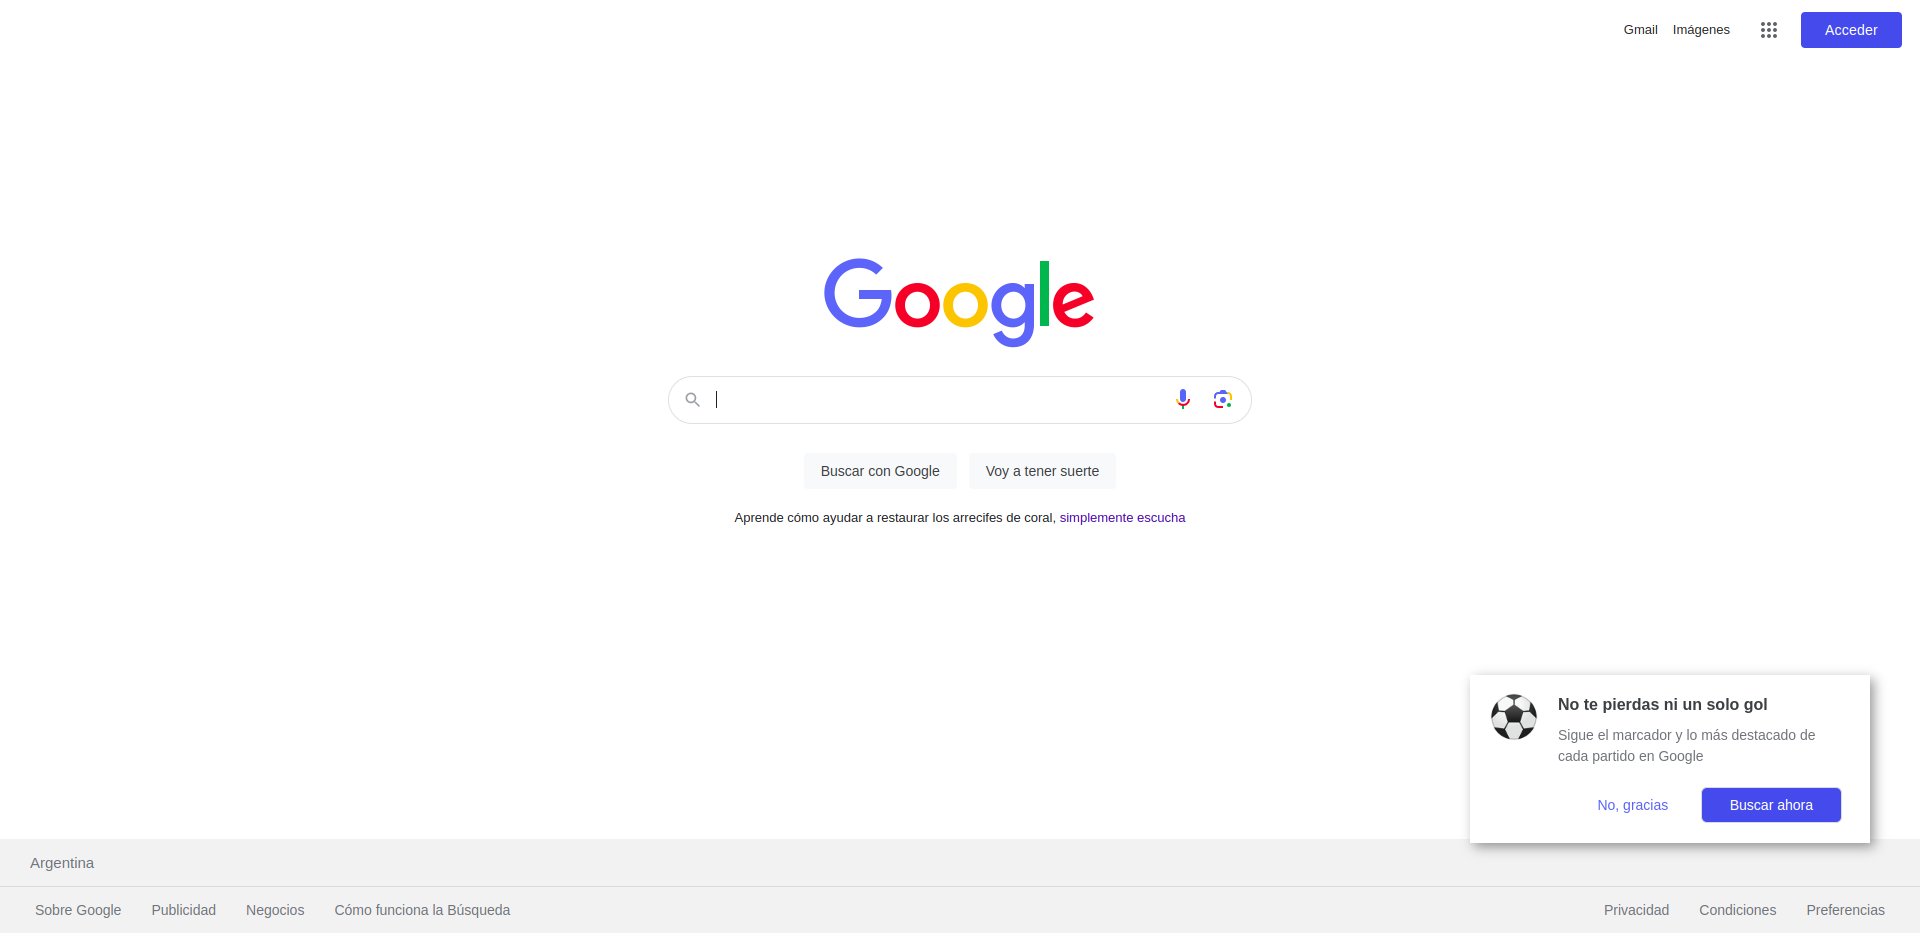 Gmail Imágenes Acceder
Google
Buscar con Google Voy a tener suerte
Aprende cómo ayudar a restaurar los arrecifes de coral, simplemente escucha
No te pierdas ni un solo gol
Sigue el marcador y lo más destacado de
cada partido en Google
No, gracias Buscar ahora
Argentina
Sobre Google Publicidad Negocios Cómo funciona la Búsqueda Privacidad Condiciones Preferencias